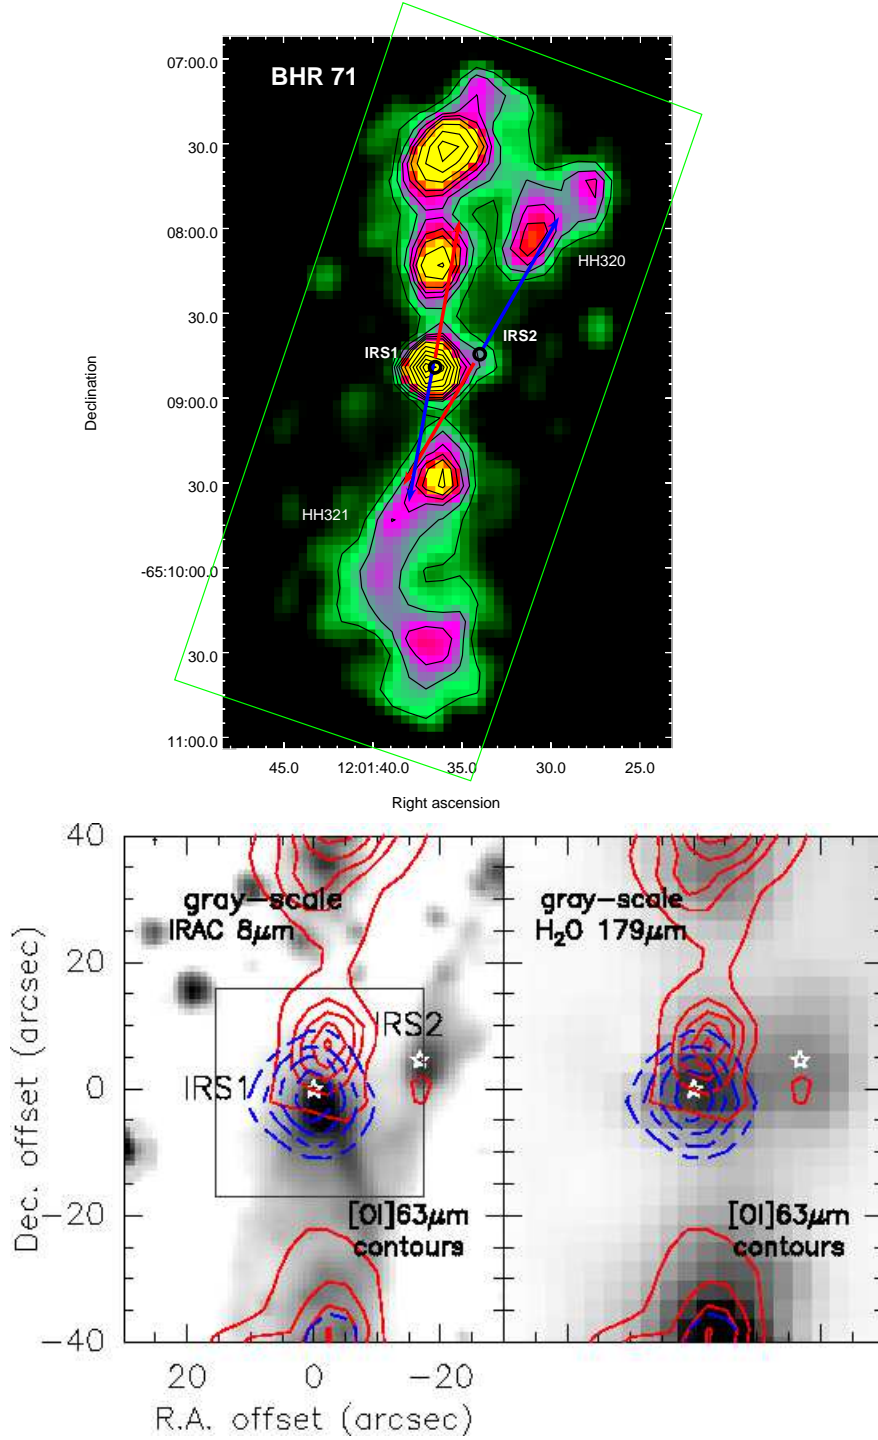 BHR 71
07:00.0
30.0
08:00.0
HH320
30.0
IRS1
IRS2
Declination
09:00.0
30.0
HH321
-65:10:00.0
30.0
11:00.0
45.0 12:01:40.0 35.0 30.0 25.0
Right ascension
40
gray-scale
IRAC 8μm
gray-scale
H₂O 179μm
20
IRS2
IRS1
0
-20
[OI]63μm
contours
[OI]63μm
contours
-40
Dec. offset (arcsec)
20 0 -20
R.A. offset (arcsec)